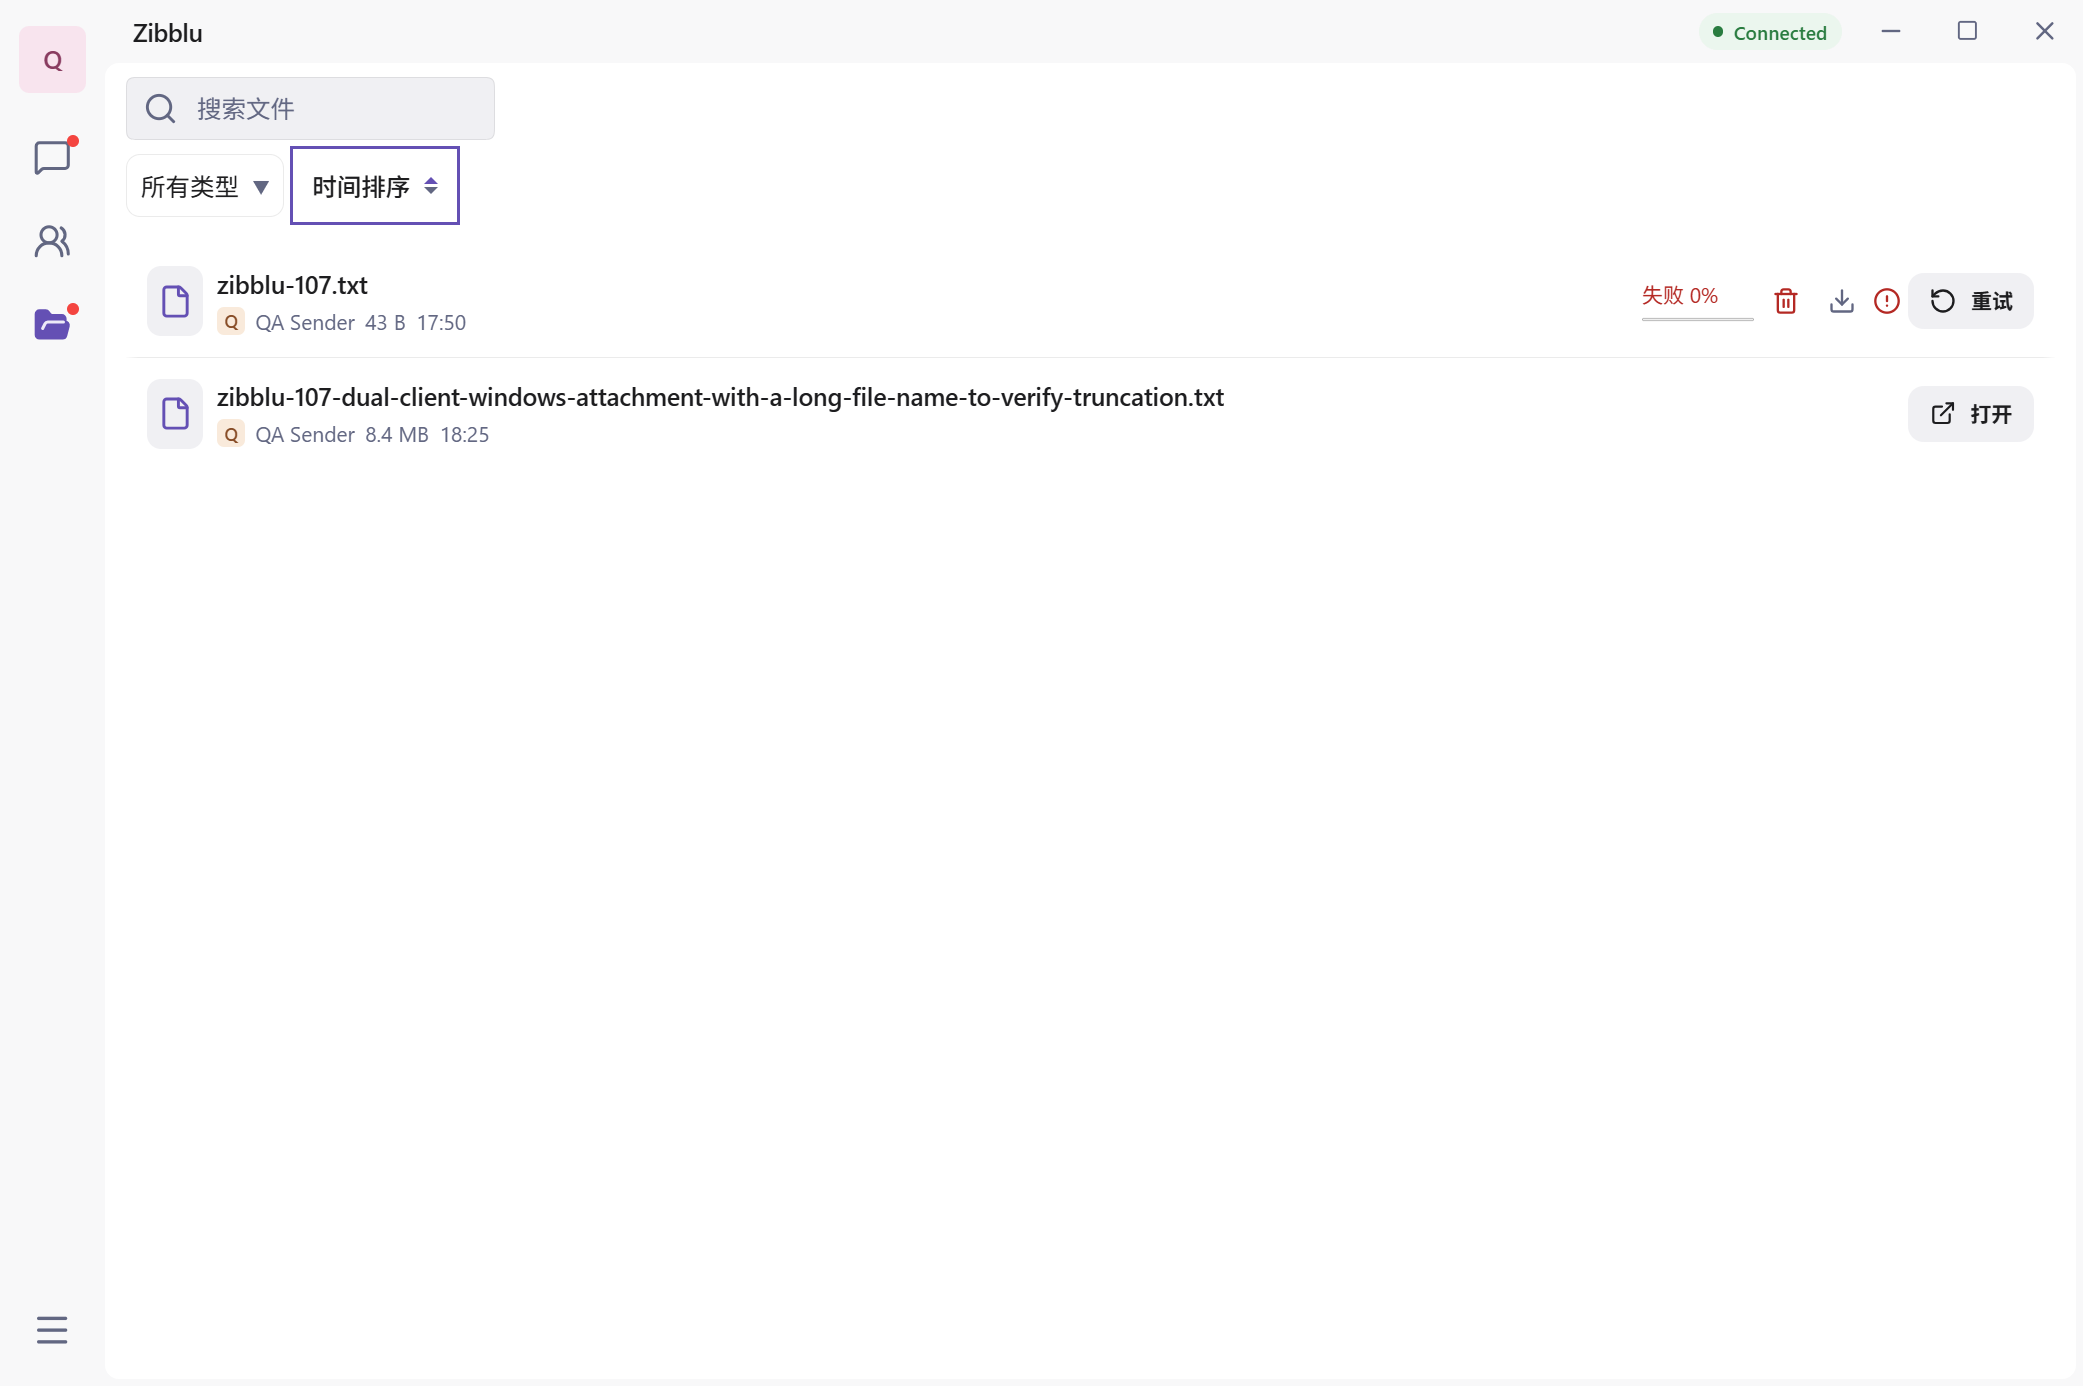 Zibblu
Connected
Q
搜索文件
所有类型
时间排序
zibblu-107.txt
Q QA Sender 43 B 17:50
失败 0%
重试
zibblu-107-dual-client-windows-attachment-with-a-long-file-name-to-verify-truncation.txt
Q QA Sender 8.4 MB 18:25
打开